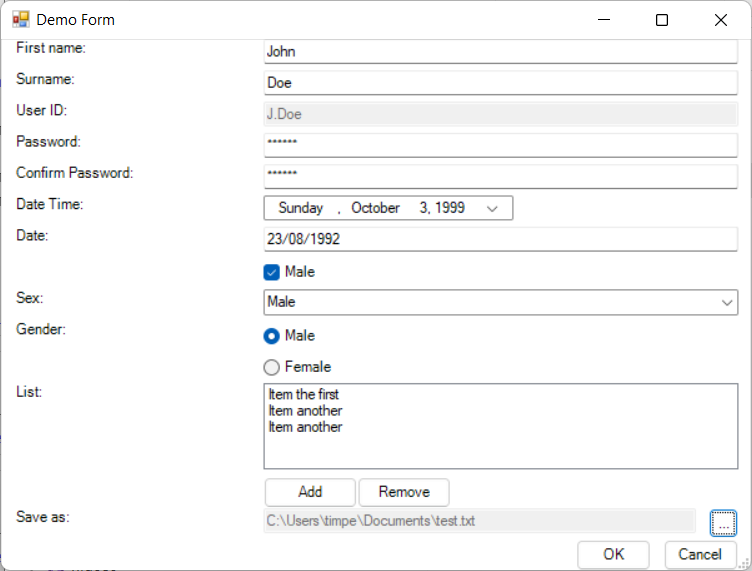 Demo Form
First name: John
Surname: Doe
User ID: J.Doe
Password: ******
Confirm Password: ******
Date Time: Sunday , October 3, 1999
Date: 23/08/1992
Male
Sex: Male
Gender: Male
Female
List: Item the first
Item another
Item another
Add Remove
Save as: C:\Users\timpe\Documents\test.txt ...
OK Cancel